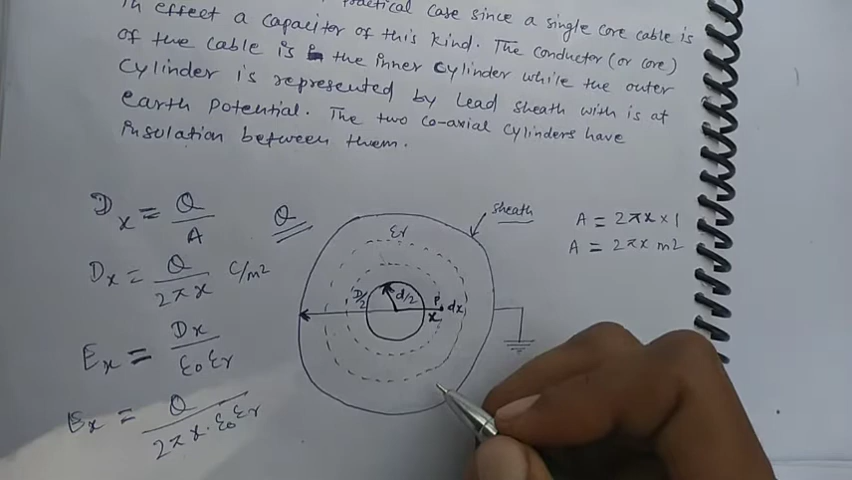 practical case since a single core cable is
in effect a capacitor of this kind. The conductor (or core)
of the cable is the inner cylinder while the outer
cylinder is represented by lead sheath with is at
earth potential. The two co-axial cylinders have
insulation between them.
Dx = Q/A
Q
Dx = Q/2πx C/m2
Ex = Dx/ε0εr
Ex = Q/2πx.ε0εr
sheath
εr
D/2
d/2
P
x
dx
A = 2πx × 1
A = 2πx m2